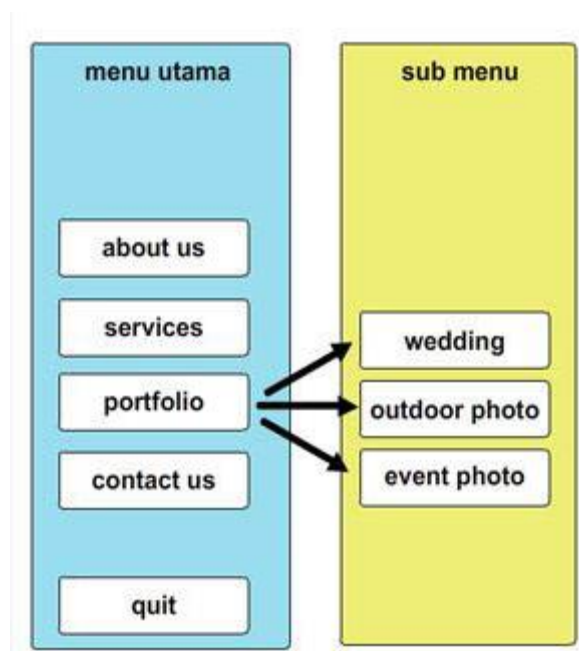 menu utama
about us
services
portfolio
contact us
quit
sub menu
wedding
outdoor photo
event photo